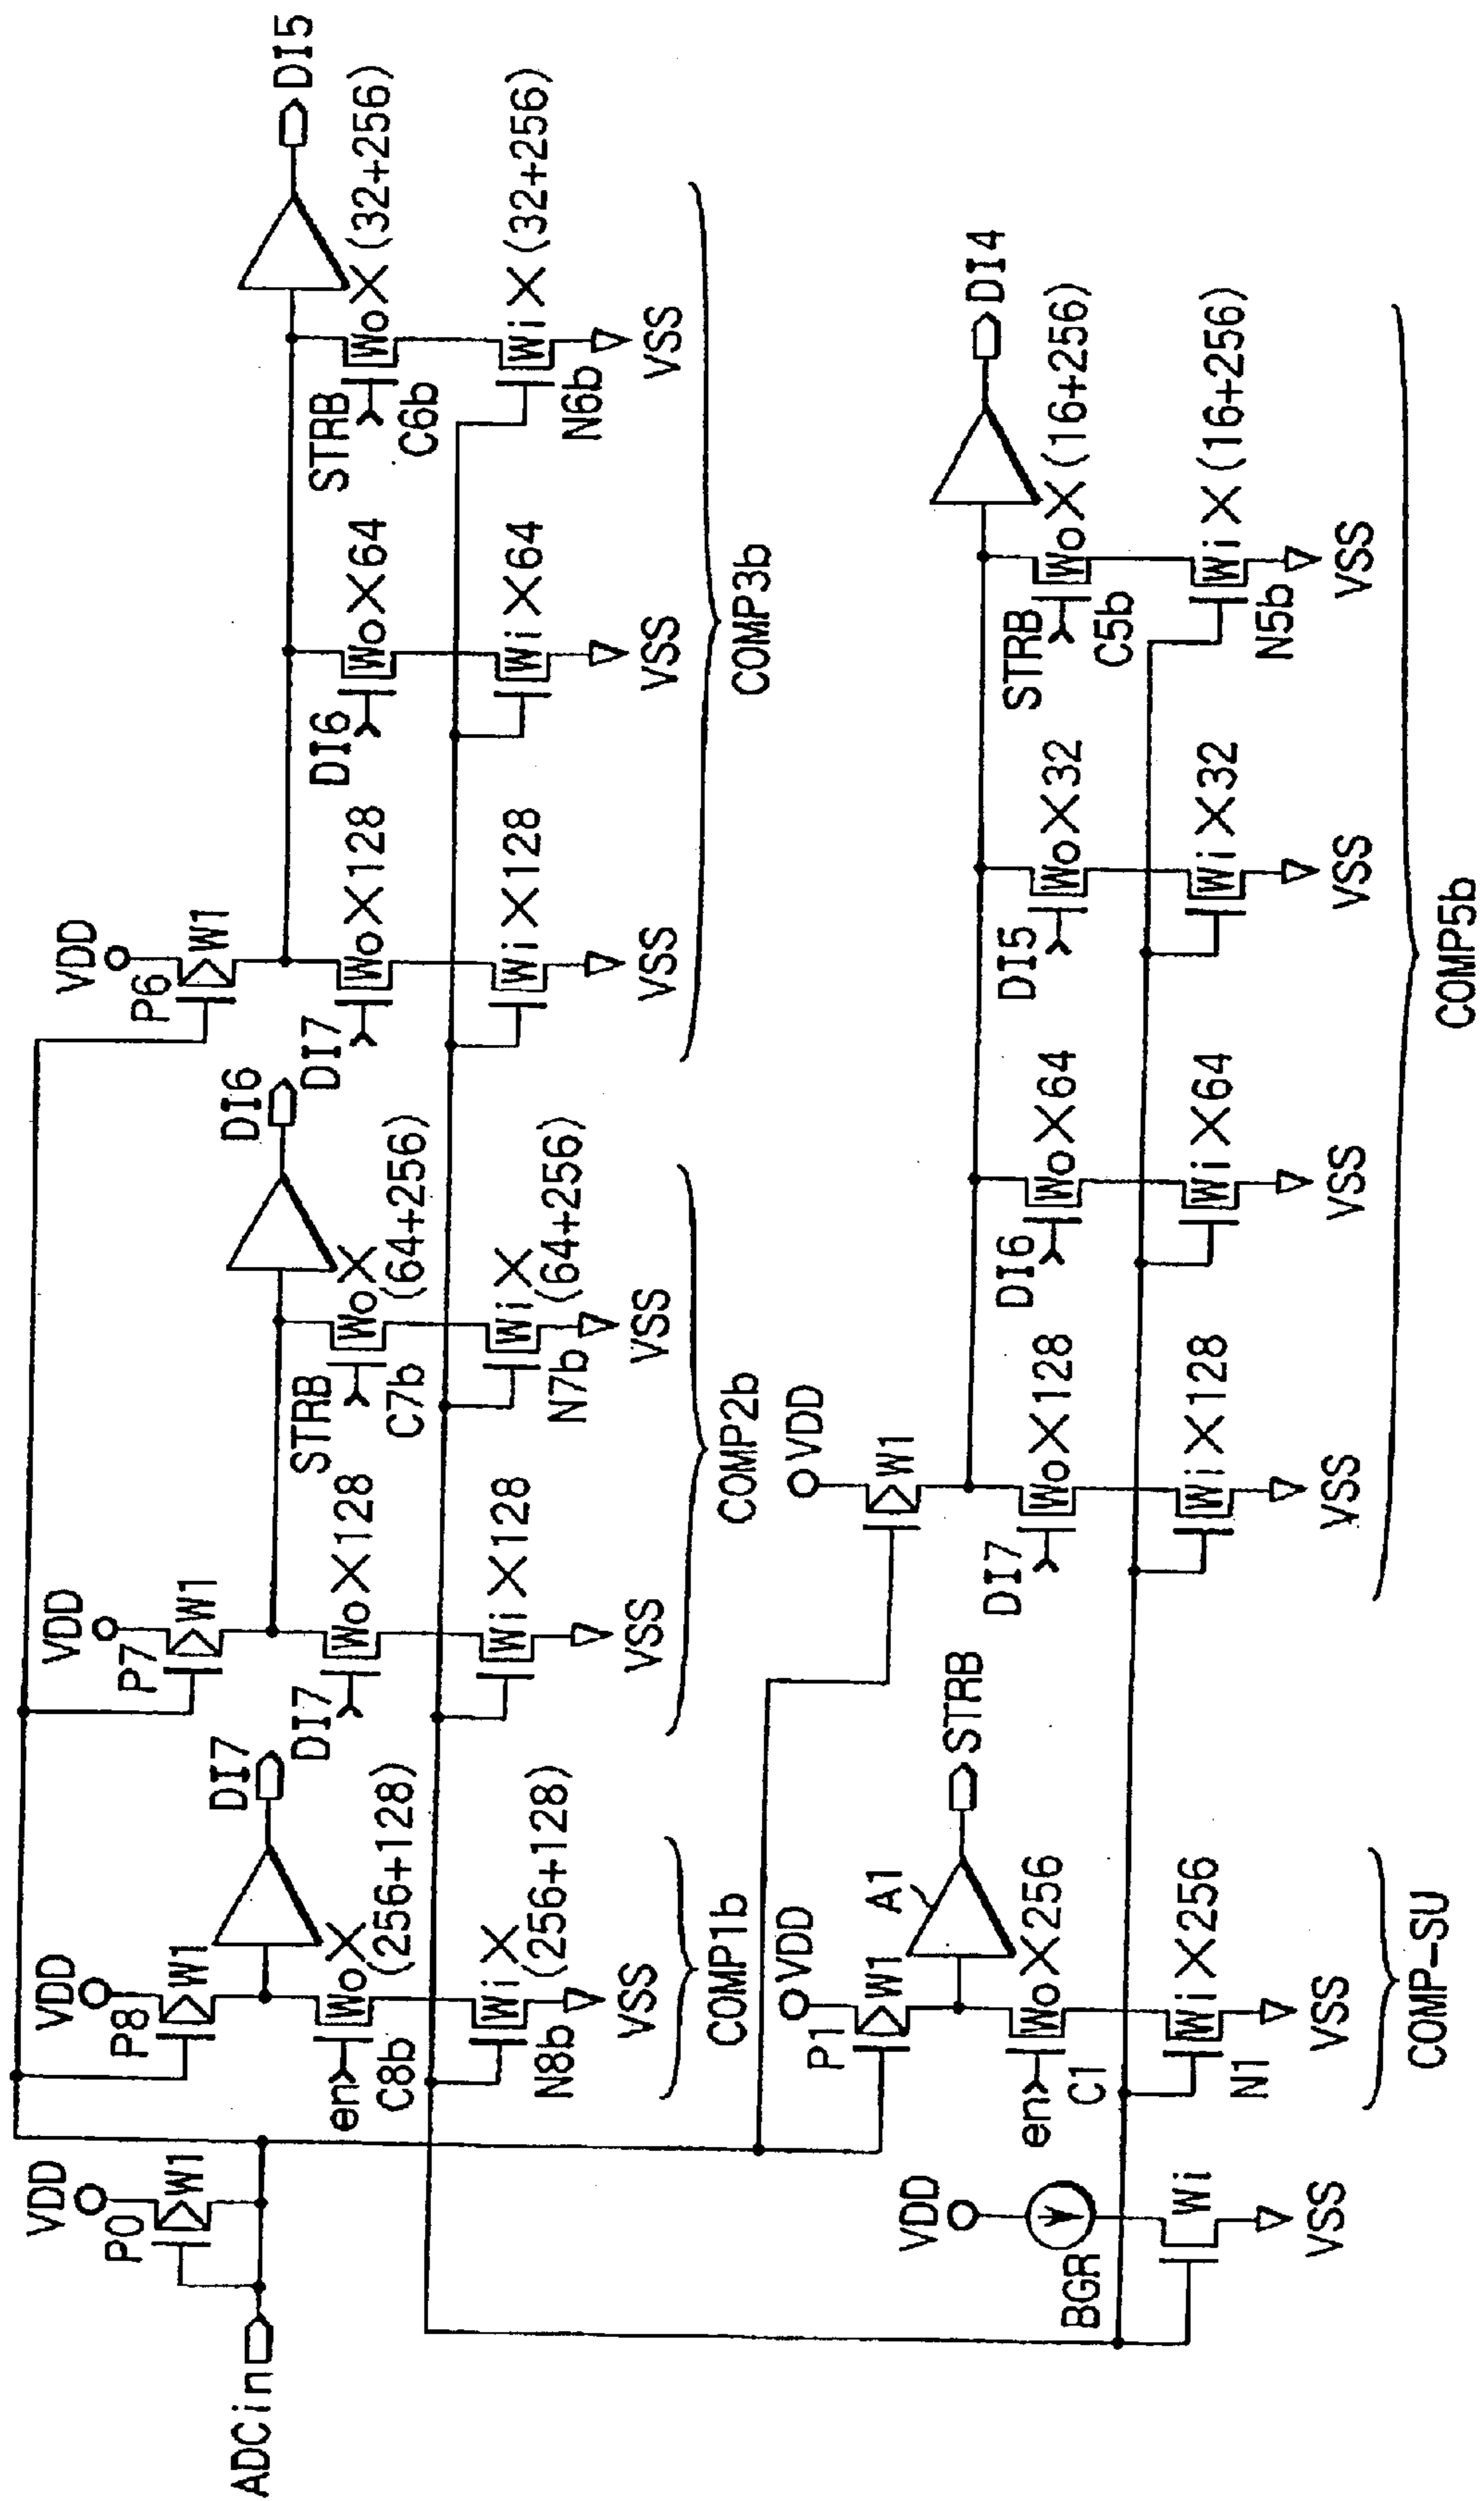 ADCin
VDD
P0
W1
VDD
P8
W1
DI7
en
C8b
Wo×
(256+128)
Wi×
(256+128)
N8b
VSS
COMP1b
VDD
P7
W1
DI7
Wo×128
Wi×128
VSS
STRB
C7b
Wo×
(64+256)
Wi×
(64+256)
N7b
VSS
DI6
COMP2b
VDD
P6
W1
DI7
Wo×128
Wi×128
VSS
DI6
Wo×64
Wi×64
VSS
STRB
C6b
Wo×(32+256)
Wi×(32+256)
N6b
VSS
DI5
COMP3b
VDD
BGR
Wi
VSS
VDD
P1
W1
A1
STRB
en
C1
Wo×256
Wi×256
N1
VSS
COMP-SU
VDD
W1
DI7
Wo×128
Wi×128
VSS
DI6
Wo×64
Wi×64
VSS
DI5
Wo×32
Wi×32
VSS
STRB
C5b
Wo×(16+256)
Wi×(16+256)
N5b
VSS
DI4
COMP5b